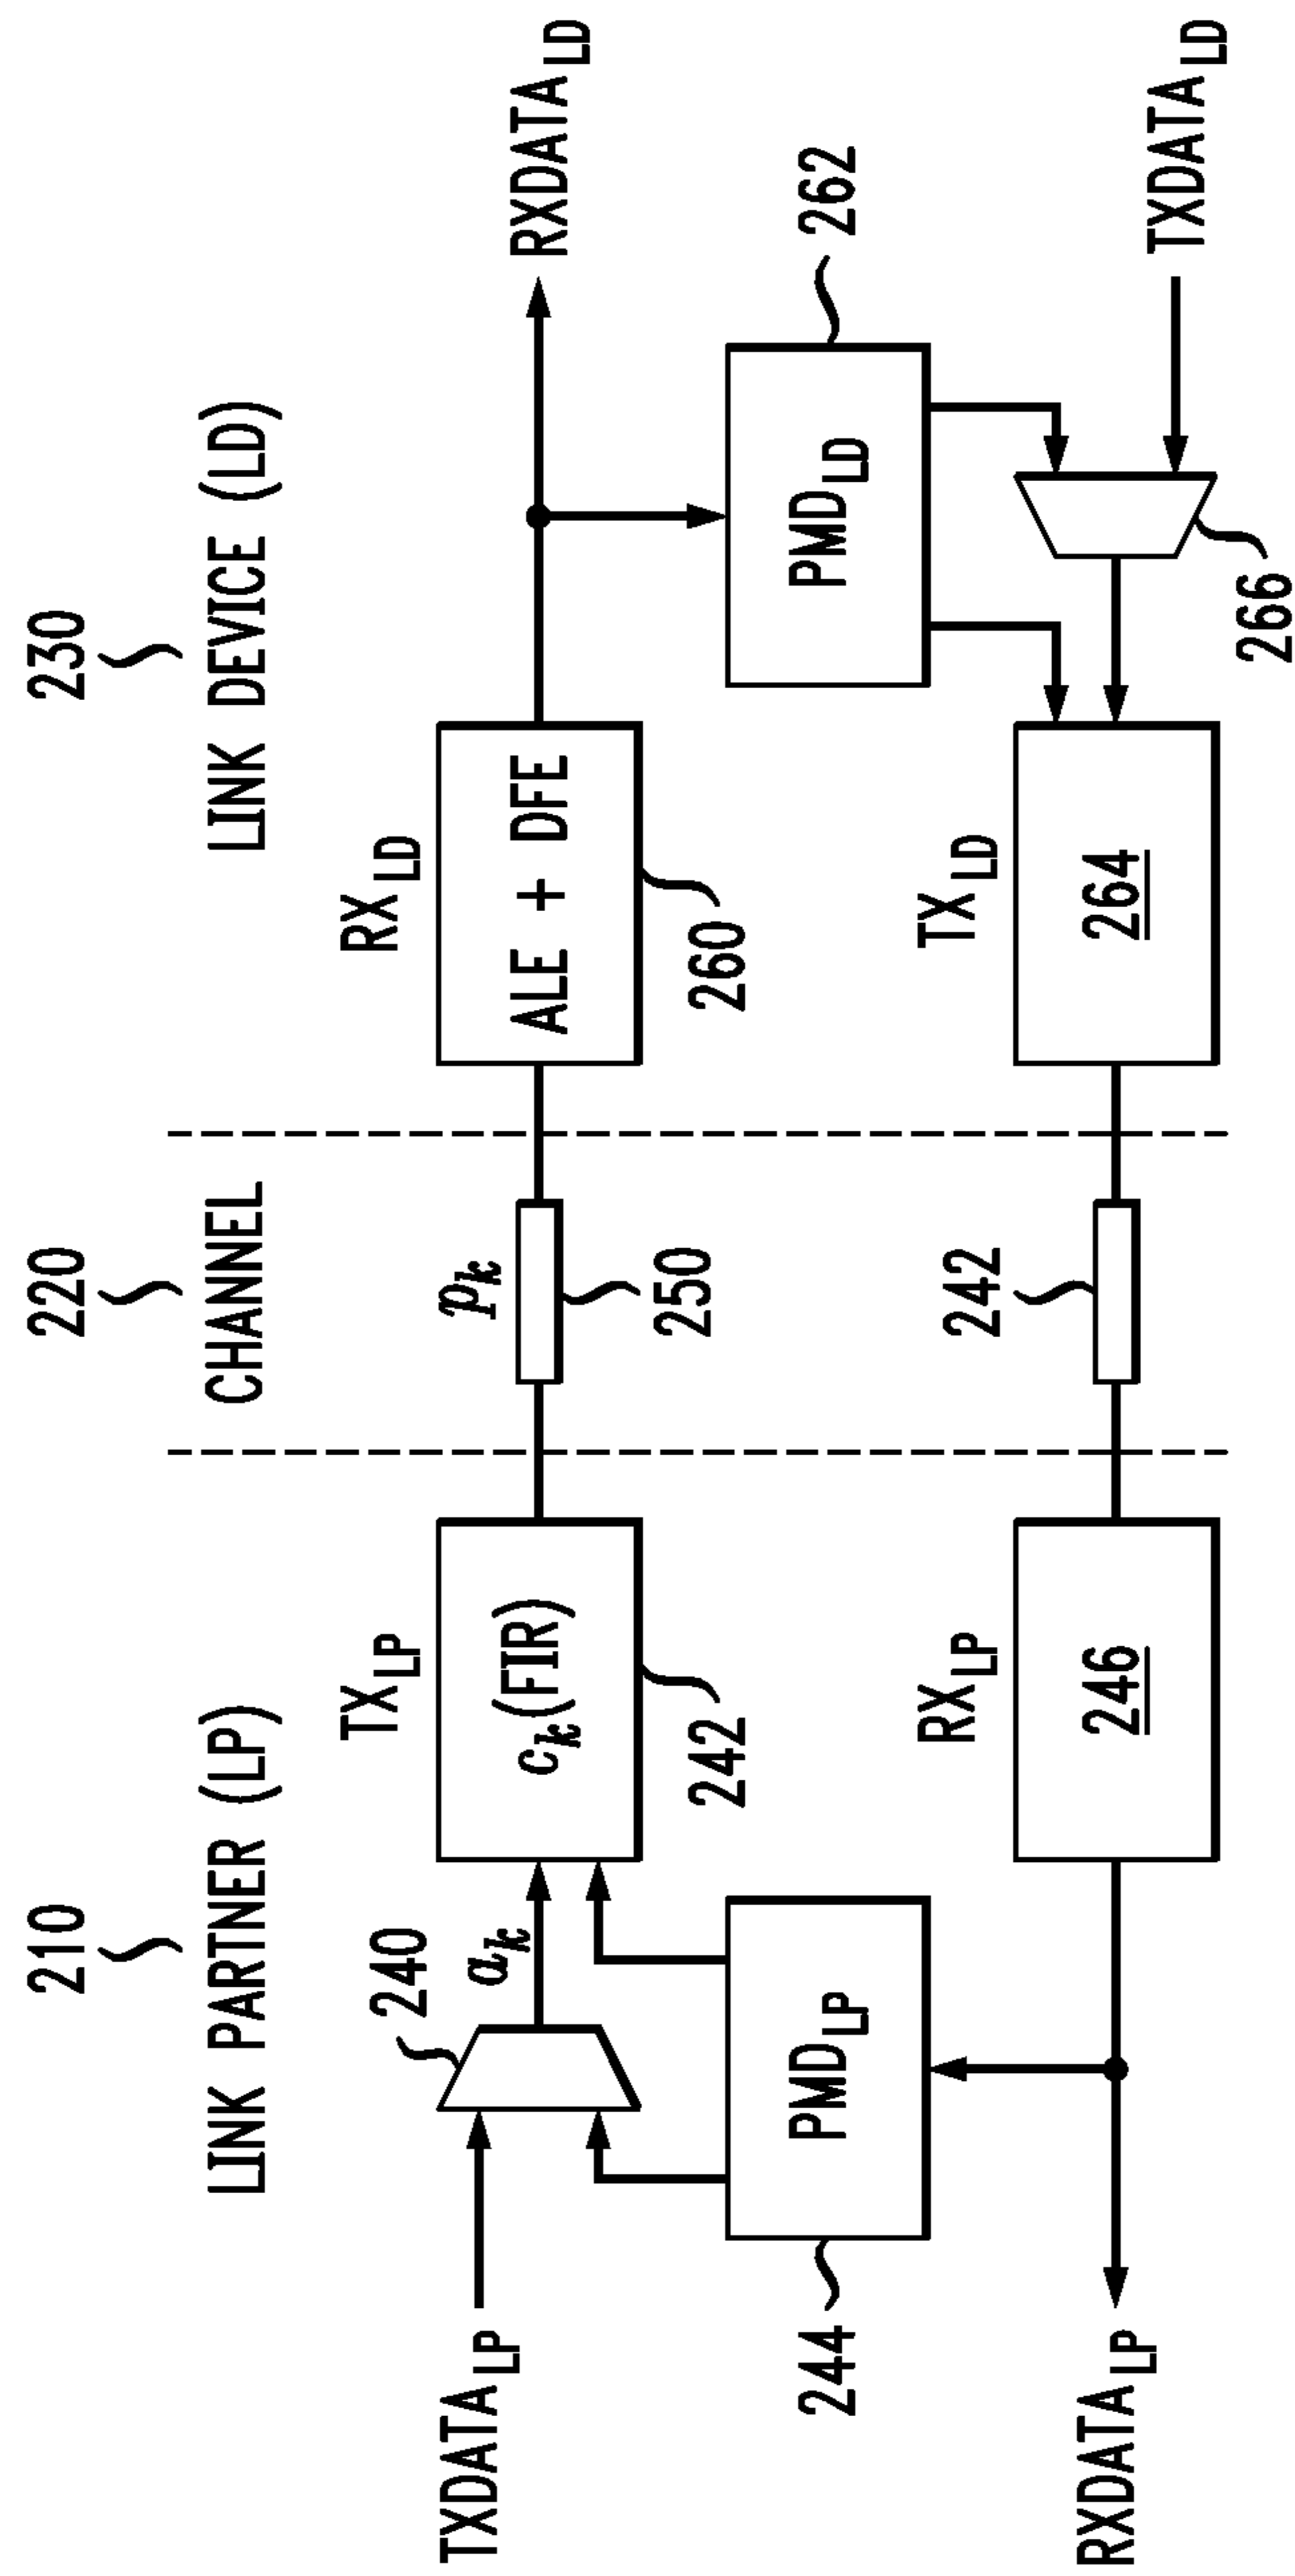 210
220
230
LINK PARTNER (LP)
CHANNEL
LINK DEVICE (LD)
240
TX_LP
p_k
RX_LD
TXDATA_LP
a_k
c_k (FIR)
ALE + DFE
RXDATA_LD
242
250
260
244
PMD_LP
PMD_LD
262
RX_LP
242
TX_LD
RXDATA_LP
246
264
TXDATA_LD
266